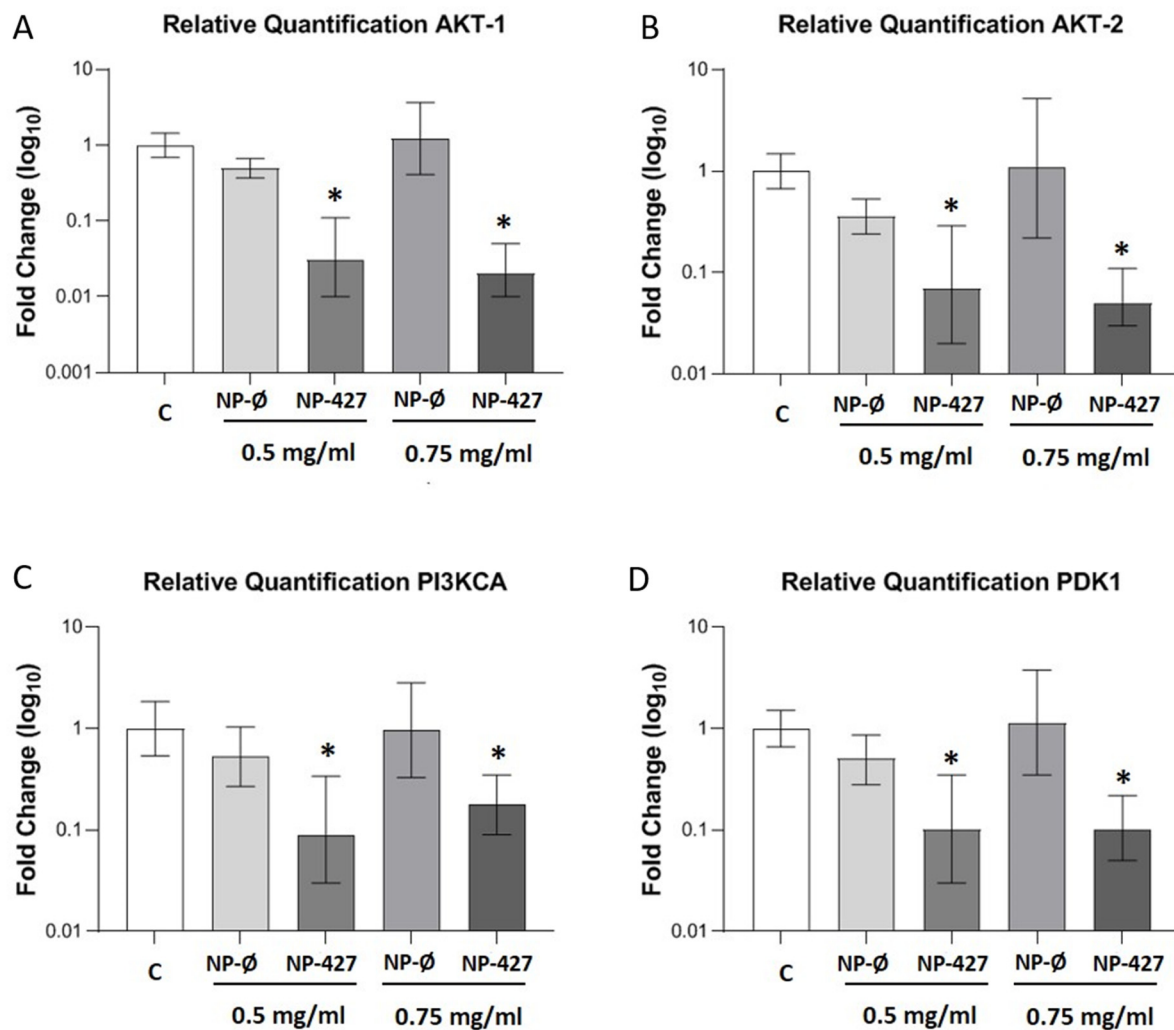 A
Relative Quantification AKT-1
Fold Change (log₁₀)
10
1
0.1
0.01
0.001
*
*
C
NP-Ø
NP-427
NP-Ø
NP-427
0.5 mg/ml
0.75 mg/ml
B
Relative Quantification AKT-2
Fold Change (log₁₀)
10
1
0.1
0.01
*
*
C
NP-Ø
NP-427
NP-Ø
NP-427
0.5 mg/ml
0.75 mg/ml
C
Relative Quantification PI3KCA
Fold Change (log₁₀)
10
1
0.1
0.01
*
*
C
NP-Ø
NP-427
NP-Ø
NP-427
0.5 mg/ml
0.75 mg/ml
D
Relative Quantification PDK1
Fold Change (log₁₀)
10
1
0.1
0.01
*
*
C
NP-Ø
NP-427
NP-Ø
NP-427
0.5 mg/ml
0.75 mg/ml